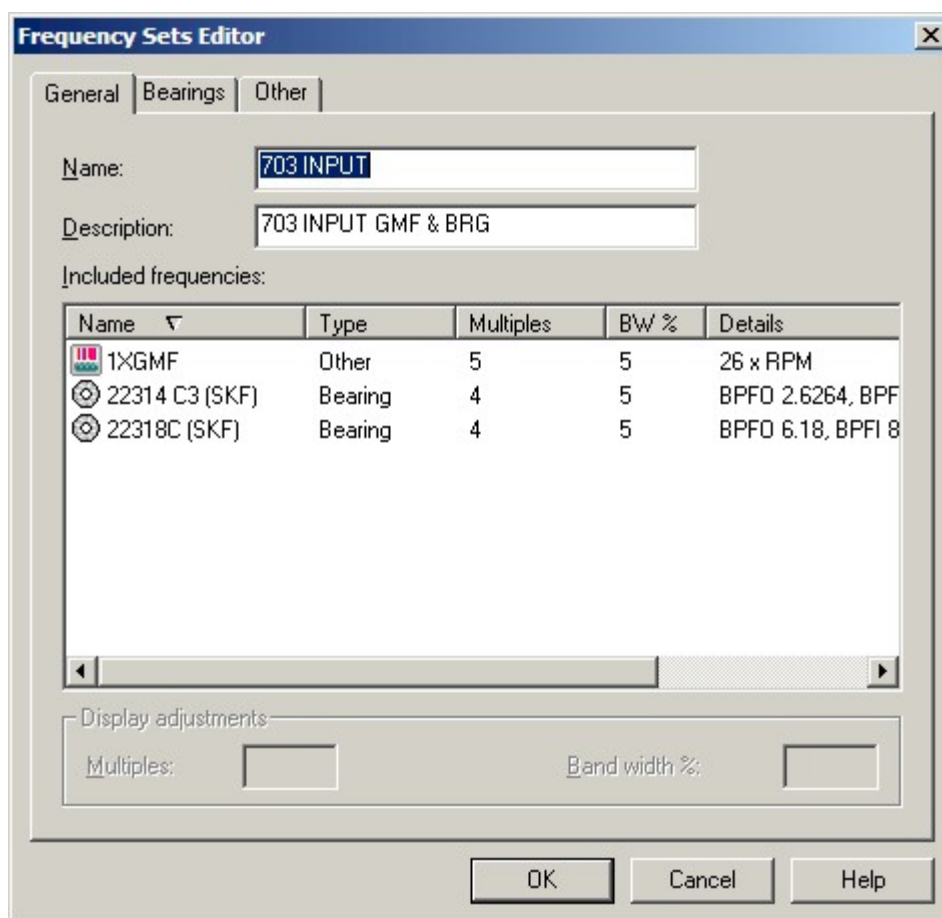 Frequency Sets Editor
General Bearings Other
Name: 703 INPUT
Description: 703 INPUT GMF & BRG
Included frequencies:
Name Type Multiples BW % Details
1XGMF Other 5 5 26 x RPM
22314 C3 (SKF) Bearing 4 5 BPFO 2.6264, BPF
22318C (SKF) Bearing 4 5 BPFO 6.18, BPFI 8
Display adjustments
Multiples: Band width %:
OK Cancel Help